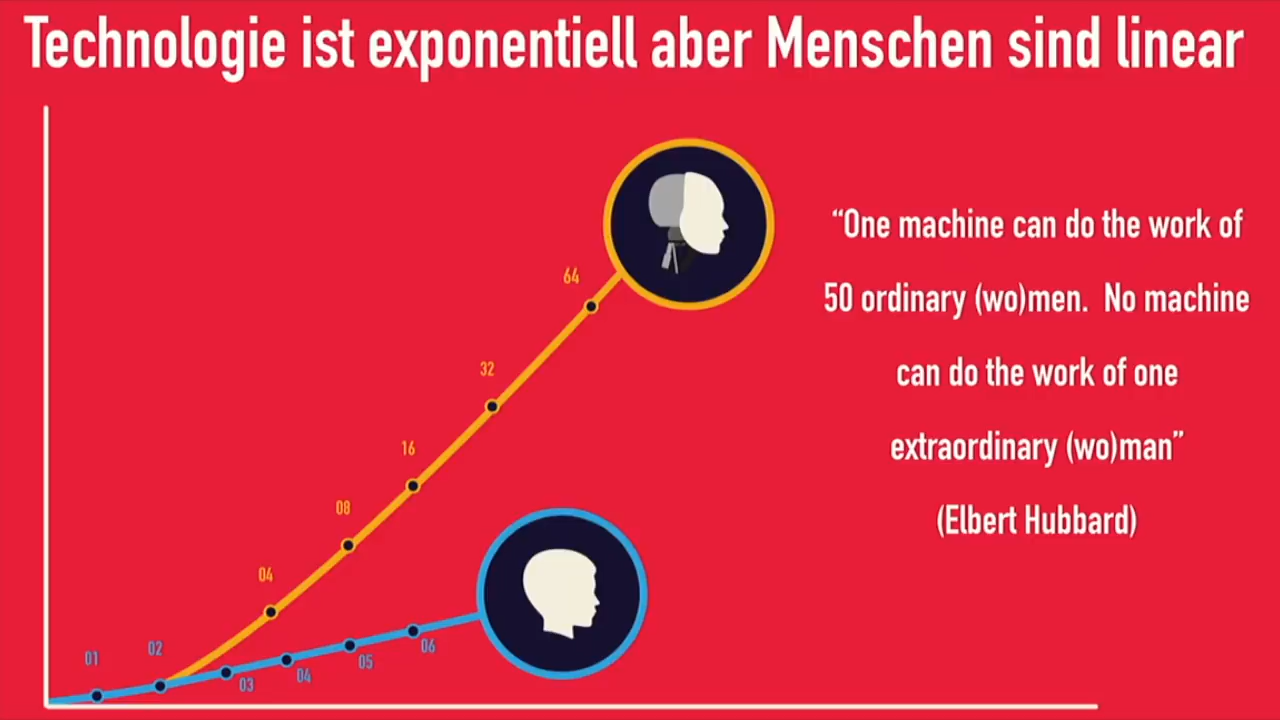 Technologie ist exponentiell aber Menschen sind linear
“One machine can do the work of
50 ordinary (wo)men. No machine
can do the work of one
extraordinary (wo)man”
(Elbert Hubbard)
64
32
16
08
04
01
02
03
04
05
06